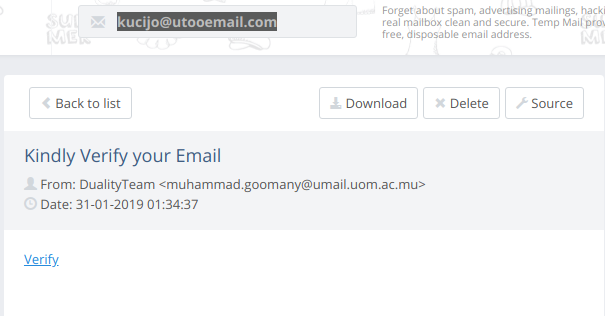 kucijo@utooemail.com
Forget about spam, advertising mailings, hacki
real mailbox clean and secure. Temp Mail prov
free, disposable email address.
Back to list
Download
Delete
Source
Kindly Verify your Email
From: DualityTeam <muhammad.goomany@umail.uom.ac.mu>
Date: 31-01-2019 01:34:37
Verify